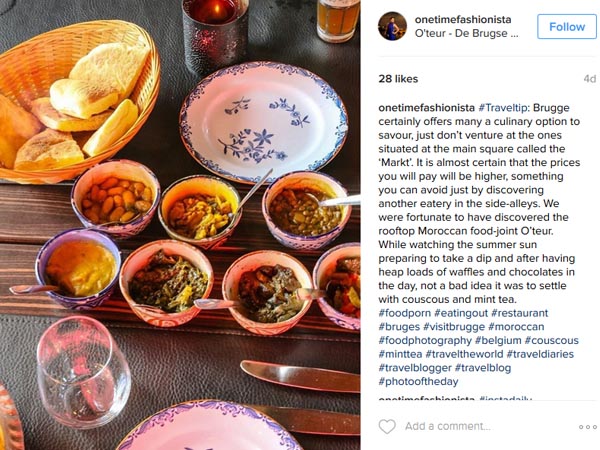 onetimefashionista
Follow
O'teur - De Brugse ...
28 likes
4d
onetimefashionista #Traveltip: Brugge
certainly offers many a culinary option to
savour, just don't venture at the ones
situated at the main square called the
'Markt'. It is almost certain that the prices
you will pay will be higher, something
you can avoid just by discovering
another eatery in the side-alleys. We
were fortunate to have discovered the
rooftop Moroccan food-joint O'teur.
While watching the summer sun
preparing to take a dip and after having
heap loads of waffles and chocolates in
the day, not a bad idea it was to settle
with couscous and mint tea.
#foodporn #eatingout #restaurant
#bruges #visitbrugge #moroccan
#foodphotography #belgium #couscous
#minttea #traveltheworld #traveldiaries
#travelblogger #travelblog
#photooftheday
onetimefashionista #instadaily
Add a comment...